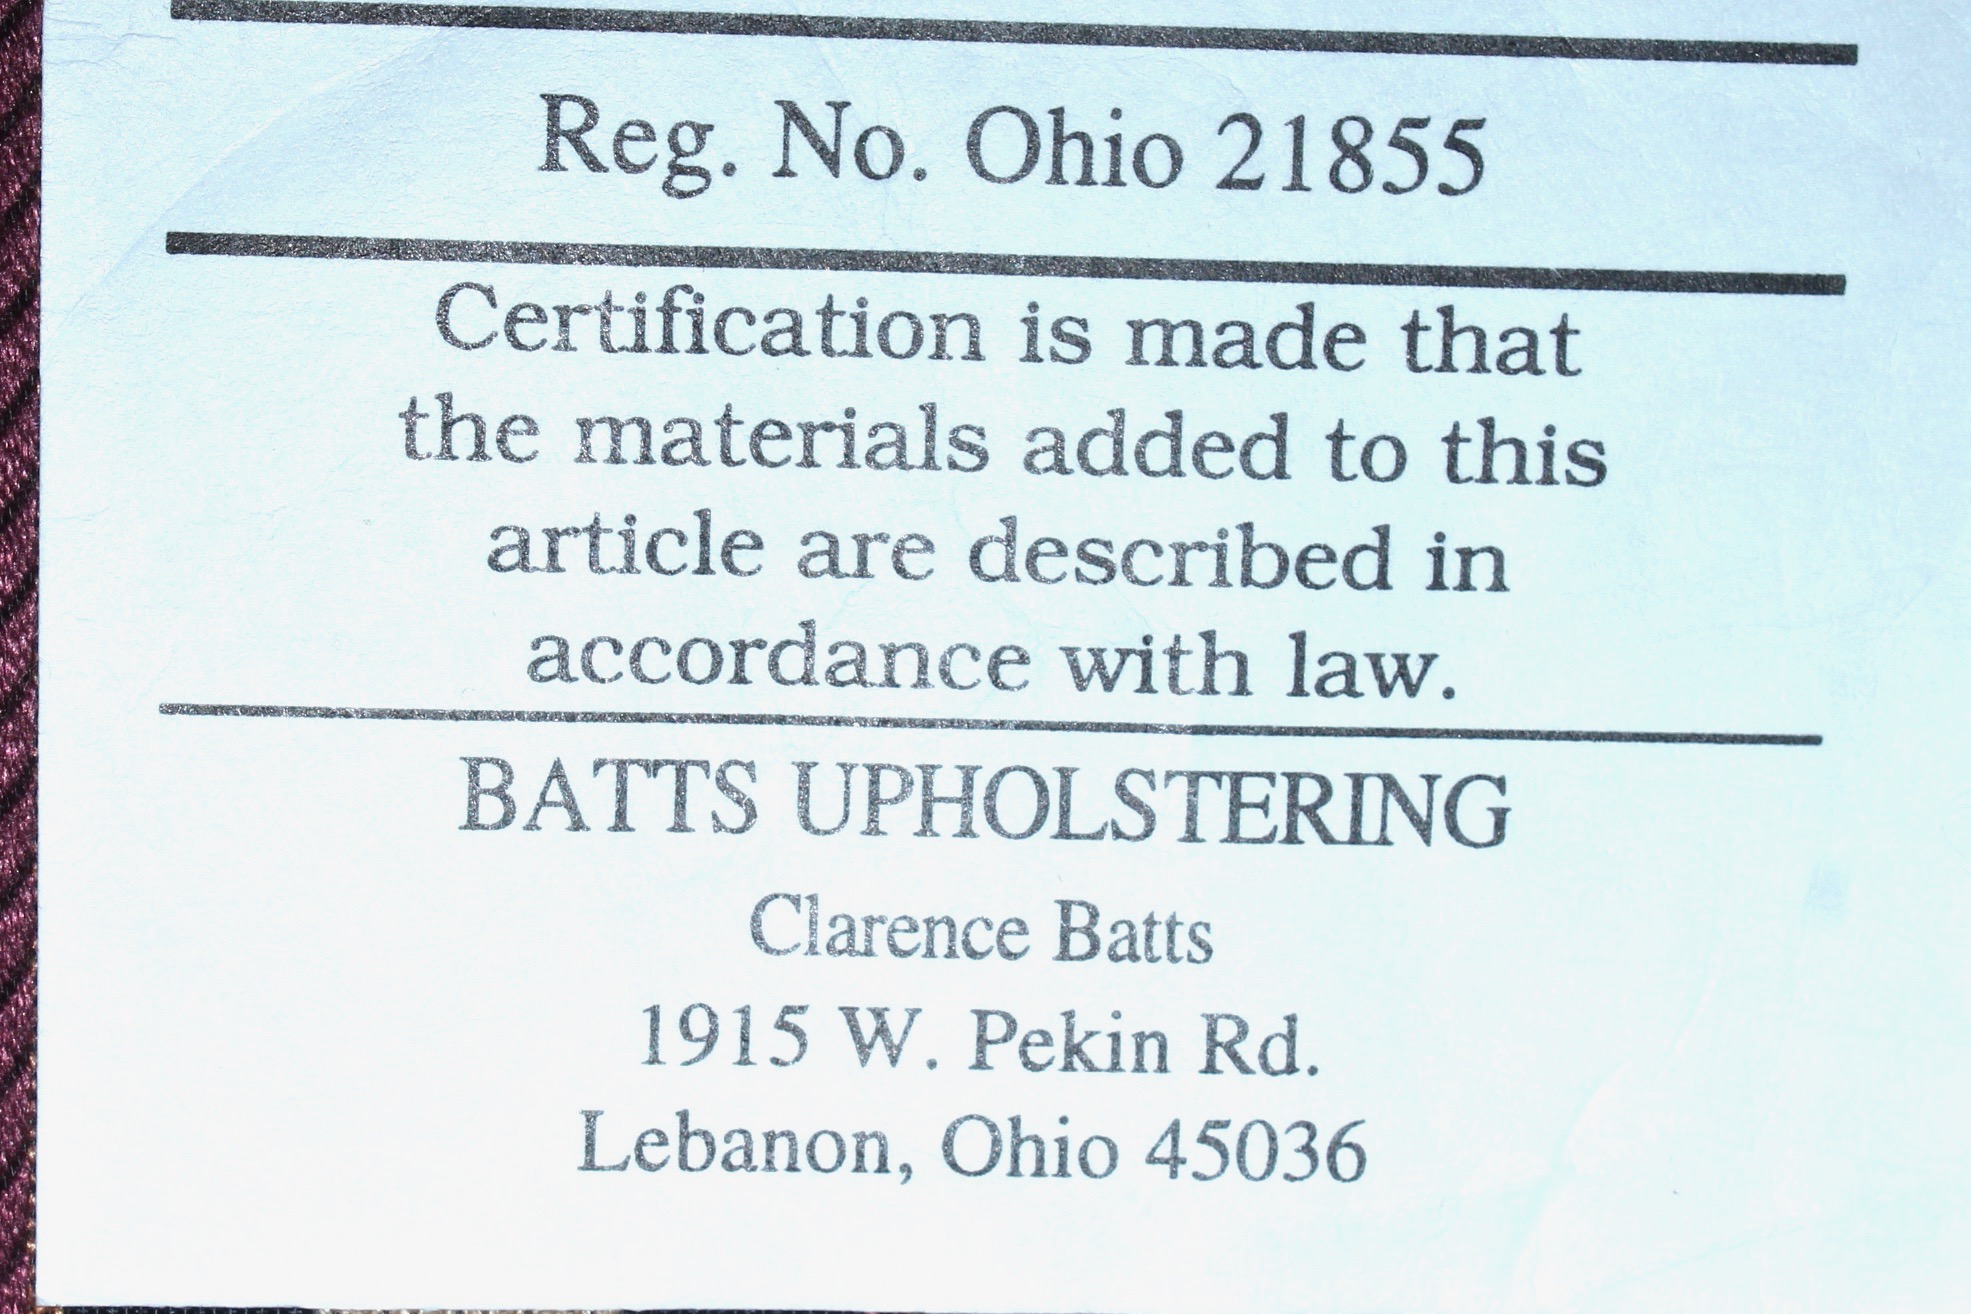 Reg. No. Ohio 21855
Certification is made that
the materials added to this
article are described in
accordance with law.
BATTS UPHOLSTERING
Clarence Batts
1915 W. Pekin Rd.
Lebanon, Ohio 45036